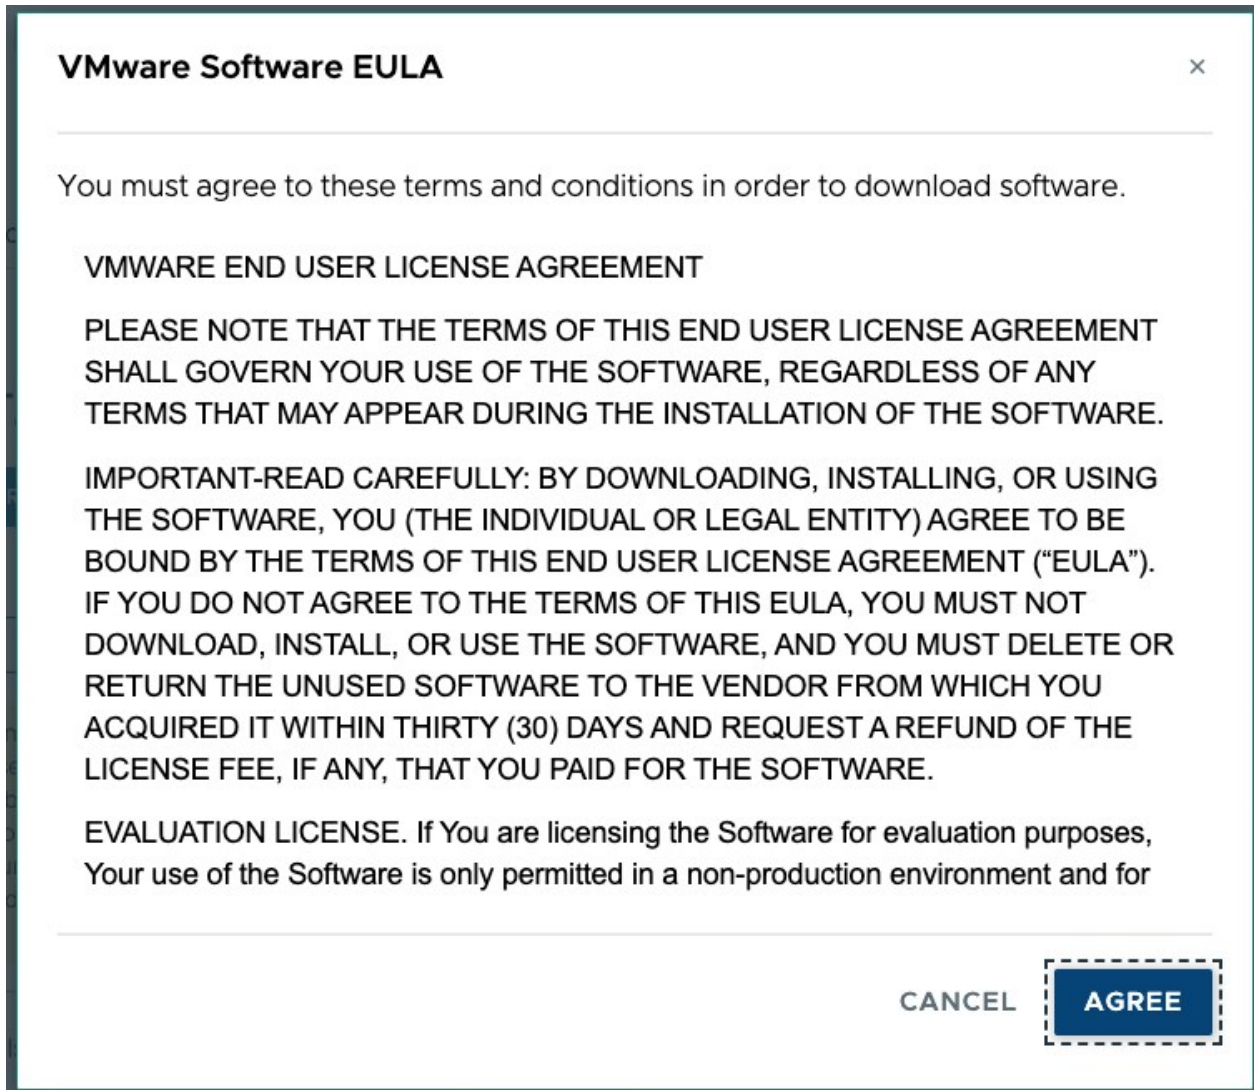 VMware Software EULA
×
You must agree to these terms and conditions in order to download software.
VMWARE END USER LICENSE AGREEMENT
PLEASE NOTE THAT THE TERMS OF THIS END USER LICENSE AGREEMENT
SHALL GOVERN YOUR USE OF THE SOFTWARE, REGARDLESS OF ANY
TERMS THAT MAY APPEAR DURING THE INSTALLATION OF THE SOFTWARE.
IMPORTANT-READ CAREFULLY: BY DOWNLOADING, INSTALLING, OR USING
THE SOFTWARE, YOU (THE INDIVIDUAL OR LEGAL ENTITY) AGREE TO BE
BOUND BY THE TERMS OF THIS END USER LICENSE AGREEMENT (“EULA”).
IF YOU DO NOT AGREE TO THE TERMS OF THIS EULA, YOU MUST NOT
DOWNLOAD, INSTALL, OR USE THE SOFTWARE, AND YOU MUST DELETE OR
RETURN THE UNUSED SOFTWARE TO THE VENDOR FROM WHICH YOU
ACQUIRED IT WITHIN THIRTY (30) DAYS AND REQUEST A REFUND OF THE
LICENSE FEE, IF ANY, THAT YOU PAID FOR THE SOFTWARE.
EVALUATION LICENSE. If You are licensing the Software for evaluation purposes,
Your use of the Software is only permitted in a non-production environment and for
CANCEL
AGREE